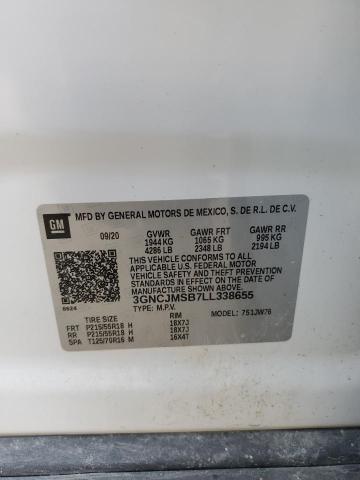 GM
MFD BY GENERAL MOTORS DE MEXICO, S. DE R.L. DE C.V.
09/20 GVWR GAWR FRT GAWR RR
1944 KG 1065 KG 995 KG
4286 LB 2348 LB 2194 LB
THIS VEHICLE CONFORMS TO ALL APPLICABLE
U.S. FEDERAL MOTOR VEHICLE SAFETY, BUMPER, AND
THEFT PREVENTION STANDARDS IN EFFECT
ON THE DATE OF MANUFACTURE SHOWN ABOVE.
3GNCJMSB7LL338655
8624 TYPE: M.P.V. MODEL: 751JW76
TIRE SIZE RIM
FRT P215/55R18 H 18X7J
RR P215/55R18 H 18X7J
SPA T125/70R16 M 16X4T